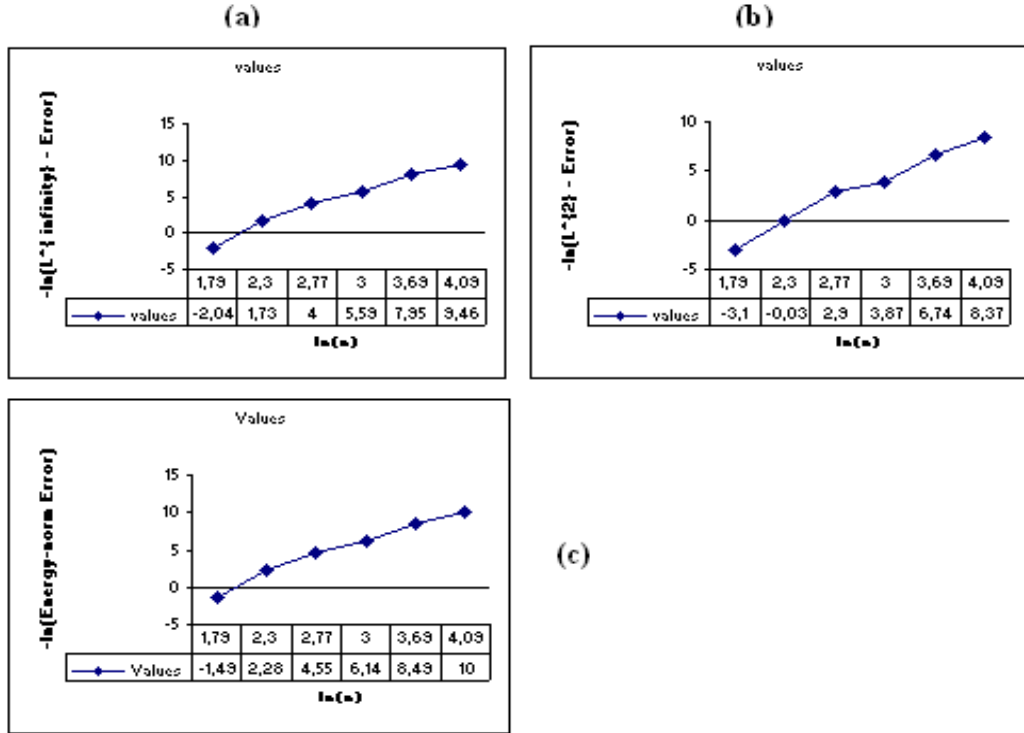 (a)
values
-ln(L^{ infinity} - Error)
15
10
5
0
-5
1,79 2,3 2,77 3 3,69 4,09
values -2,04 1,73 4 5,59 7,95 9,46
ln(n)
(b)
values
-ln(L^{2} - Error)
10
5
0
-5
1,79 2,3 2,77 3 3,69 4,09
values -3,1 -0,03 2,9 3,87 6,74 8,37
ln(n)
Values
-ln(Energy-norm Error)
15
10
5
0
-5
1,79 2,3 2,77 3 3,69 4,09
Values -1,49 2,28 4,55 6,14 8,49 10
ln(n)
(c)